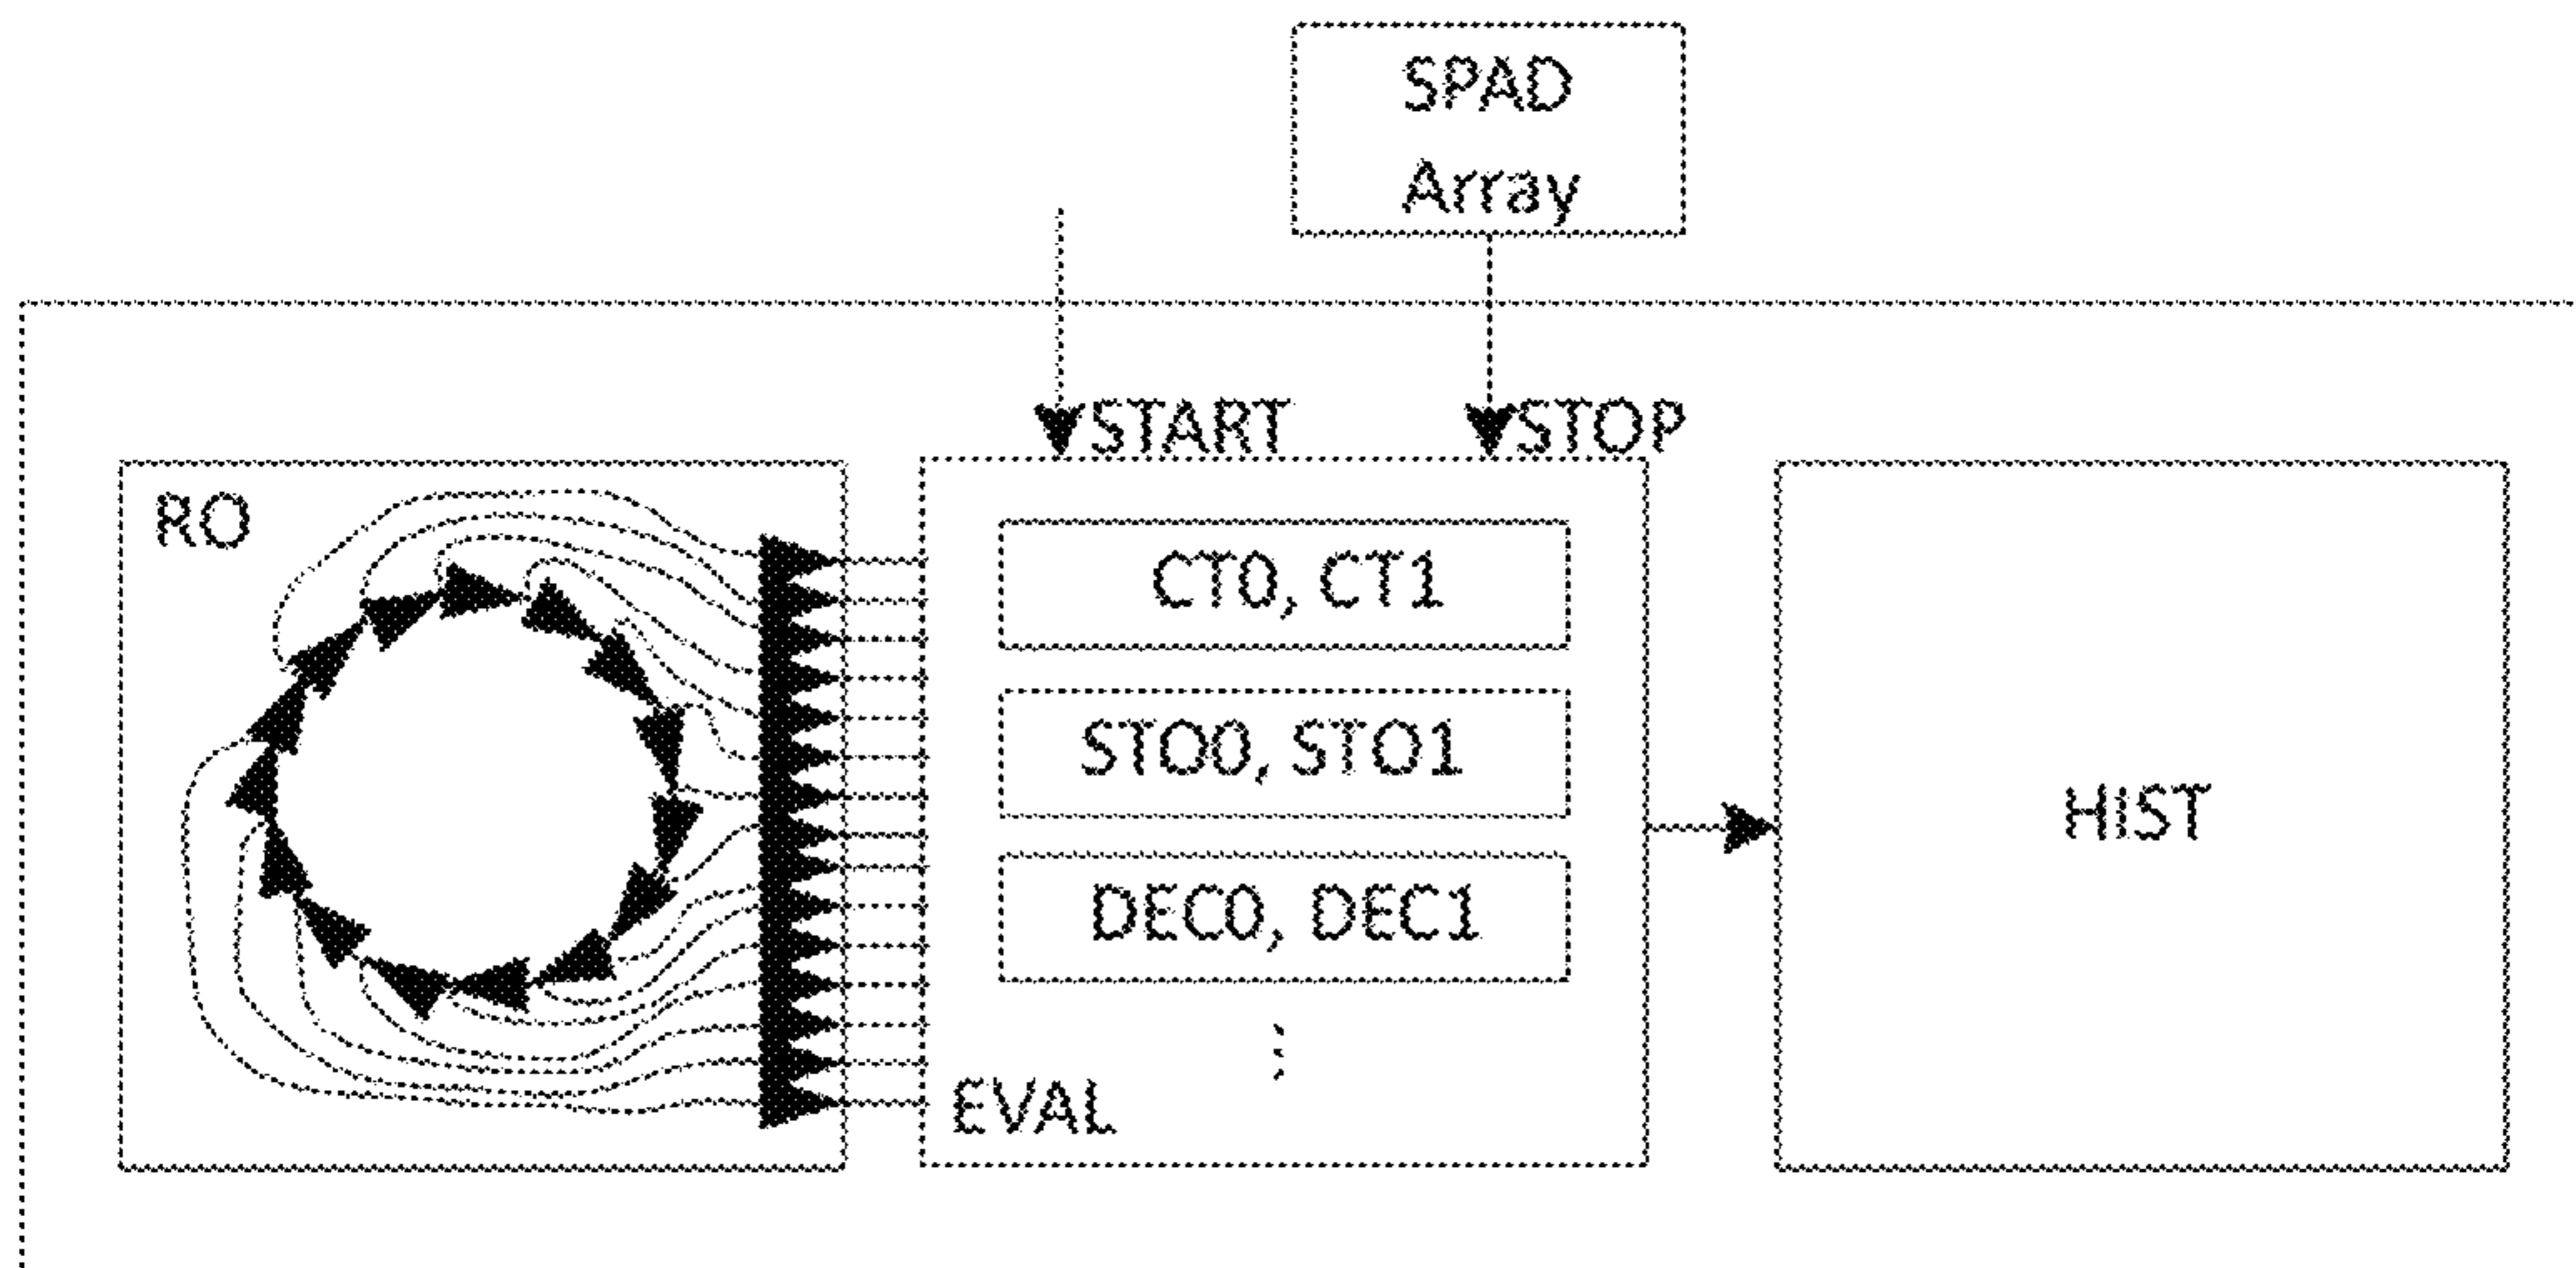 SPAD
Array
START
STOP
RO
CT0, CT1
STO0, STO1
DEC0, DEC1
EVAL
HIST